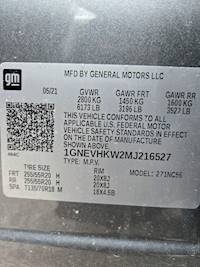 gm
MFD BY GENERAL MOTORS LLC
05/21 GVWR GAWR FRT GAWR RR
2800 KG 1450 KG 1600 KG
6173 LB 3196 LB 3527 LB
THIS VEHICLE CONFORMS TO ALL
APPLICABLE U.S. FEDERAL MOTOR
VEHICLE SAFETY STANDARDS IN EFFECT
ON THE DATE OF MANUFACTURE
SHOWN ABOVE.
1GNEVHKW2MJ216527
TYPE: M.P.V. MODEL:
TIRE SIZE RIM
FRT 255/55R20 H 20X8J
RR 255/55R20 H 20X8J
SPA T135/70R18 M 18X4.5B